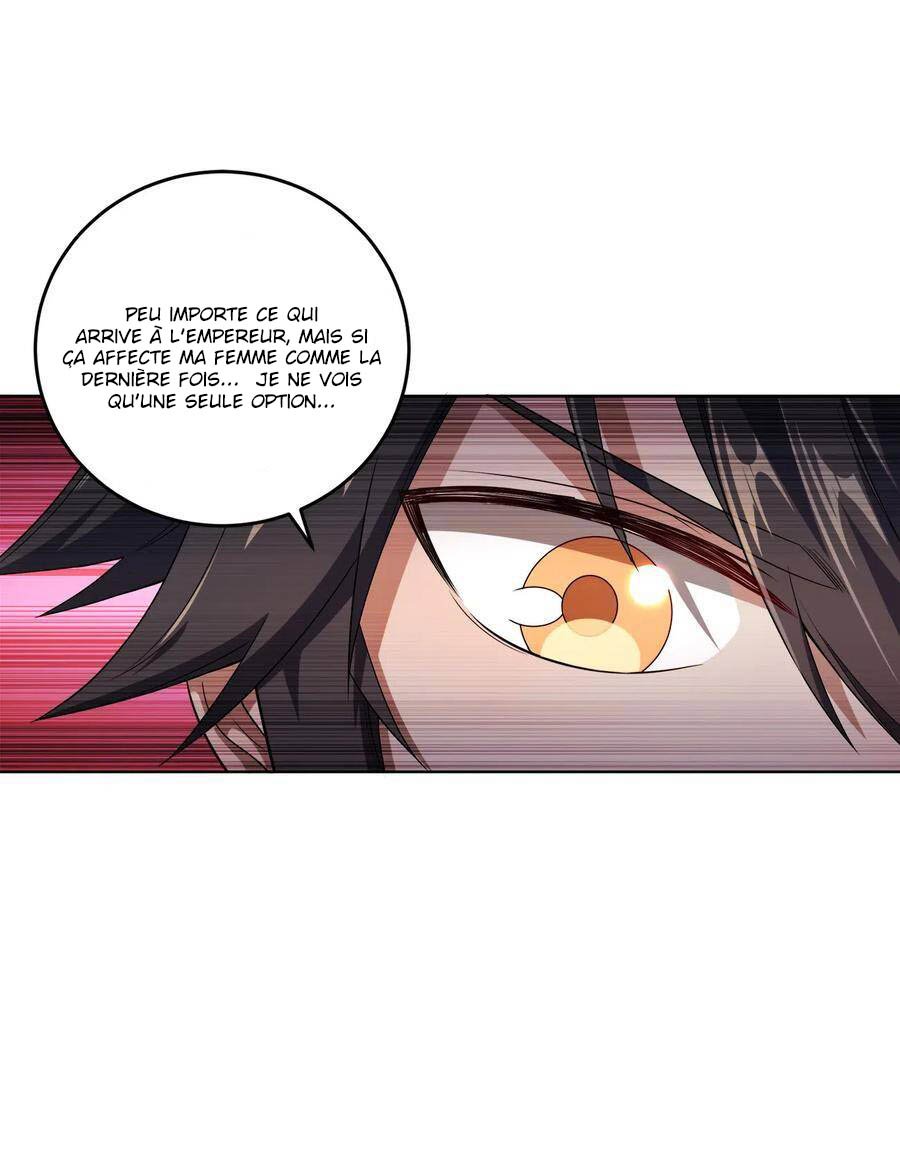 PEU IMPORTE CE QUI
ARRIVE À L'EMPEREUR, MAIS SI
ÇA AFFECTE MA FEMME COMME LA
DERNIÈRE FOIS... JE NE VOIS
QU'UNE SEULE OPTION...